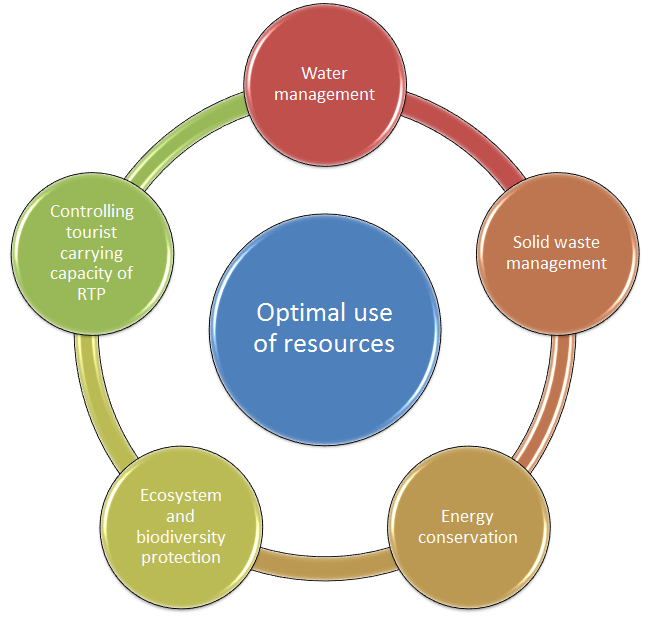 Water
management
Solid waste
management
Energy
conservation
Ecosystem
and
biodiversity
protection
Controlling
tourist
carrying
capacity of
RTP
Optimal use
of resources